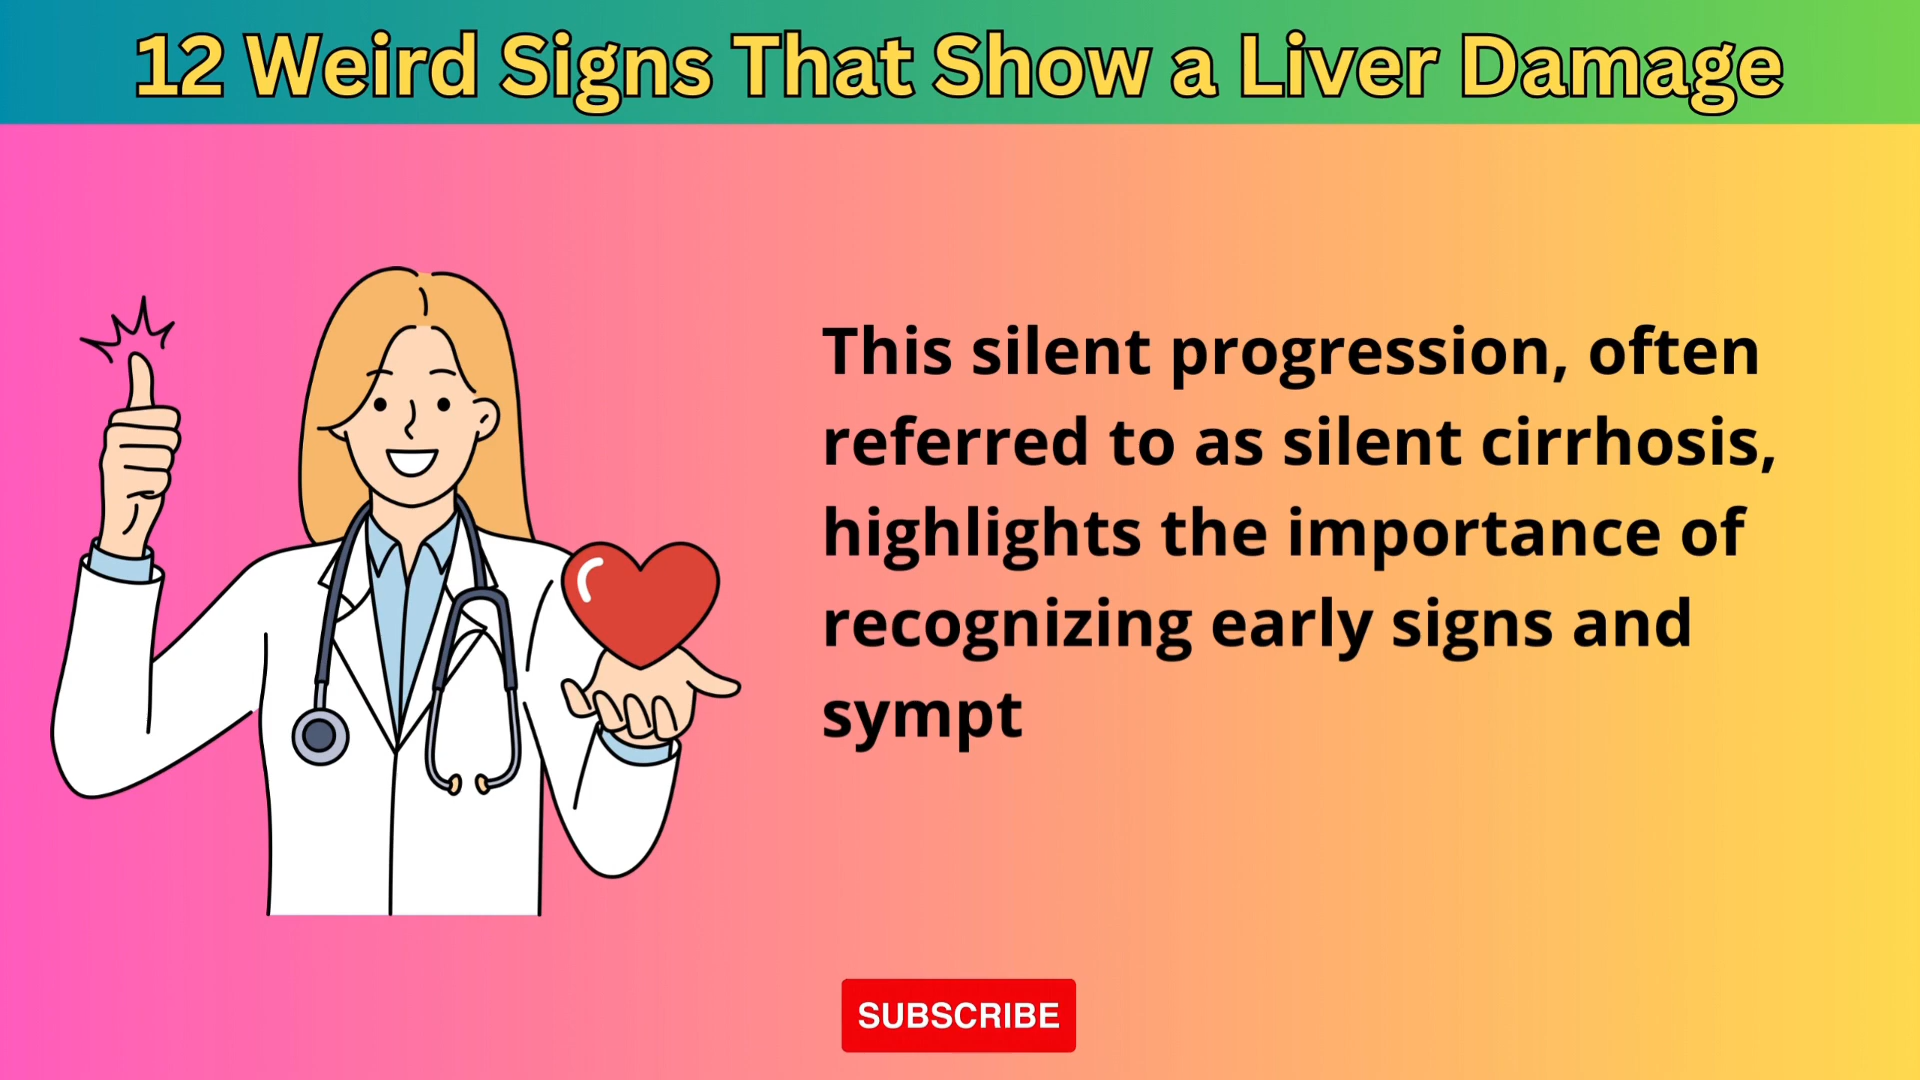 12 Weird Signs That Show a Liver Damage
This silent progression, often
referred to as silent cirrhosis,
highlights the importance of
recognizing early signs and
sympt
SUBSCRIBE